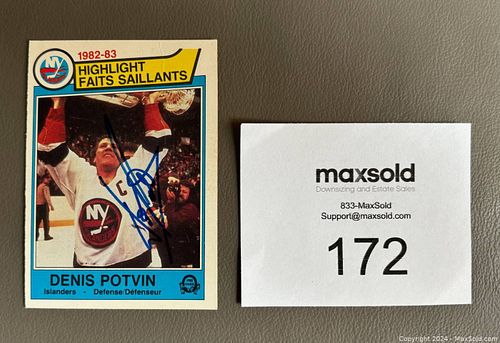 1982-83
HIGHLIGHT
FAITS SAILLANTS
NY
C
NY
DENIS POTVIN
Islanders - Defense/Défenseur
maxsold
Downsizing and Estate Sales
833-MaxSold
Support@maxsold.com
172
Copyright 2024 - MaxSold.com